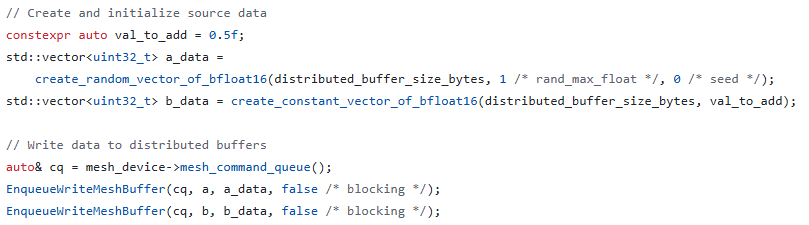 // Create and initialize source data
constexpr auto val_to_add = 0.5f;
std::vector<uint32_t> a_data =
    create_random_vector_of_bfloat16(distributed_buffer_size_bytes, 1 /* rand_max_float */, 0 /* seed */);
std::vector<uint32_t> b_data = create_constant_vector_of_bfloat16(distributed_buffer_size_bytes, val_to_add);

// Write data to distributed buffers
auto& cq = mesh_device->mesh_command_queue();
EnqueueWriteMeshBuffer(cq, a, a_data, false /* blocking */);
EnqueueWriteMeshBuffer(cq, b, b_data, false /* blocking */);